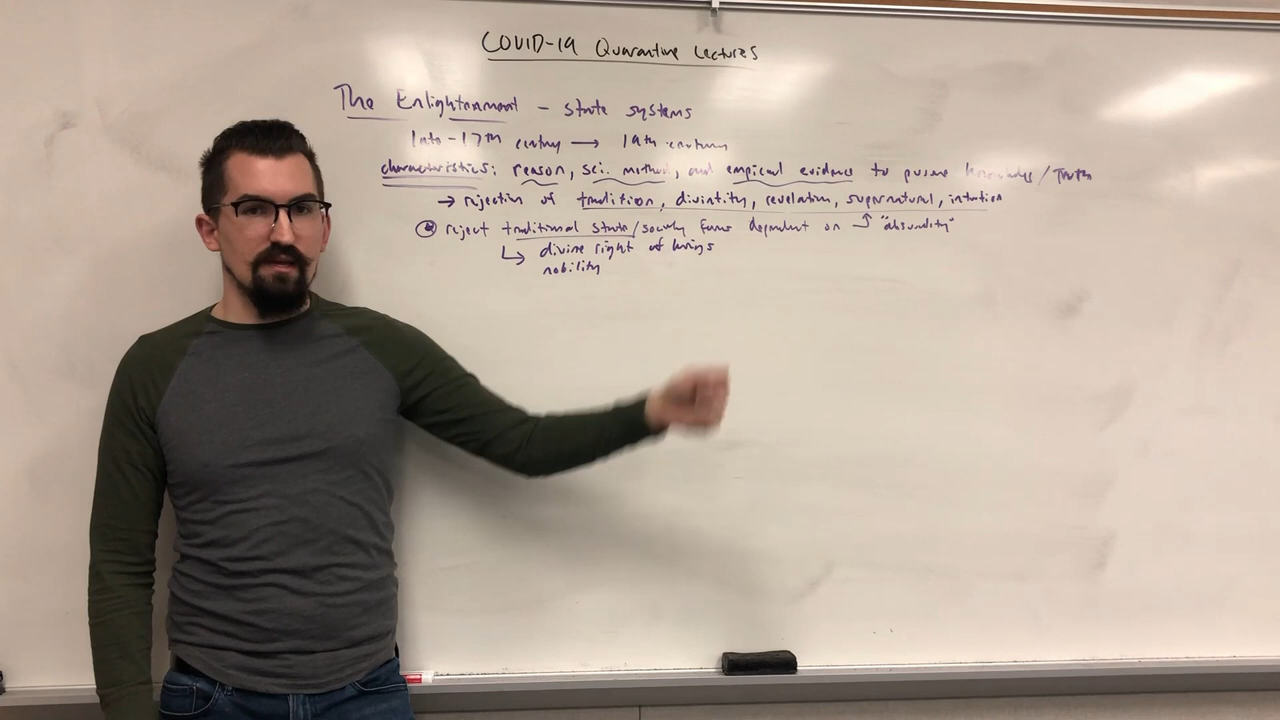 COVID-19 Quarantine Lectures
The Enlightenment - state systems
late-17th century → 19th century
characteristics: reason, sci. method, and empirical evidence to pursue knowledge/Truth
→ rejection of tradition, divinity, revelation, supernatural, intuition
reject traditional state/society forms dependent on ↑ "absurdity"
↳ divine right of kings
nobility